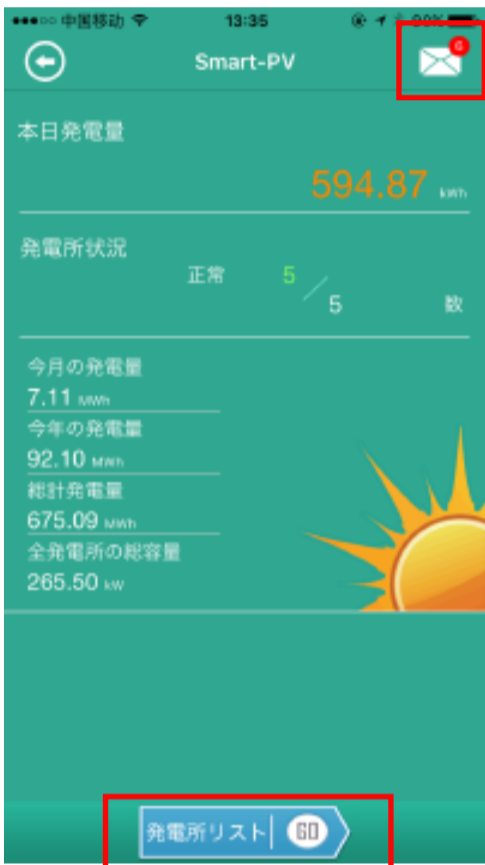 中国移动 13:35
Smart-PV
本日発電量
594.87 kWh
発電所状況
正常 5/5 数
今月の発電量
7.11 MWh
今年の発電量
92.10 MWh
総計発電量
675.09 MWh
全発電所の総容量
265.50 kW
発電所リスト GO